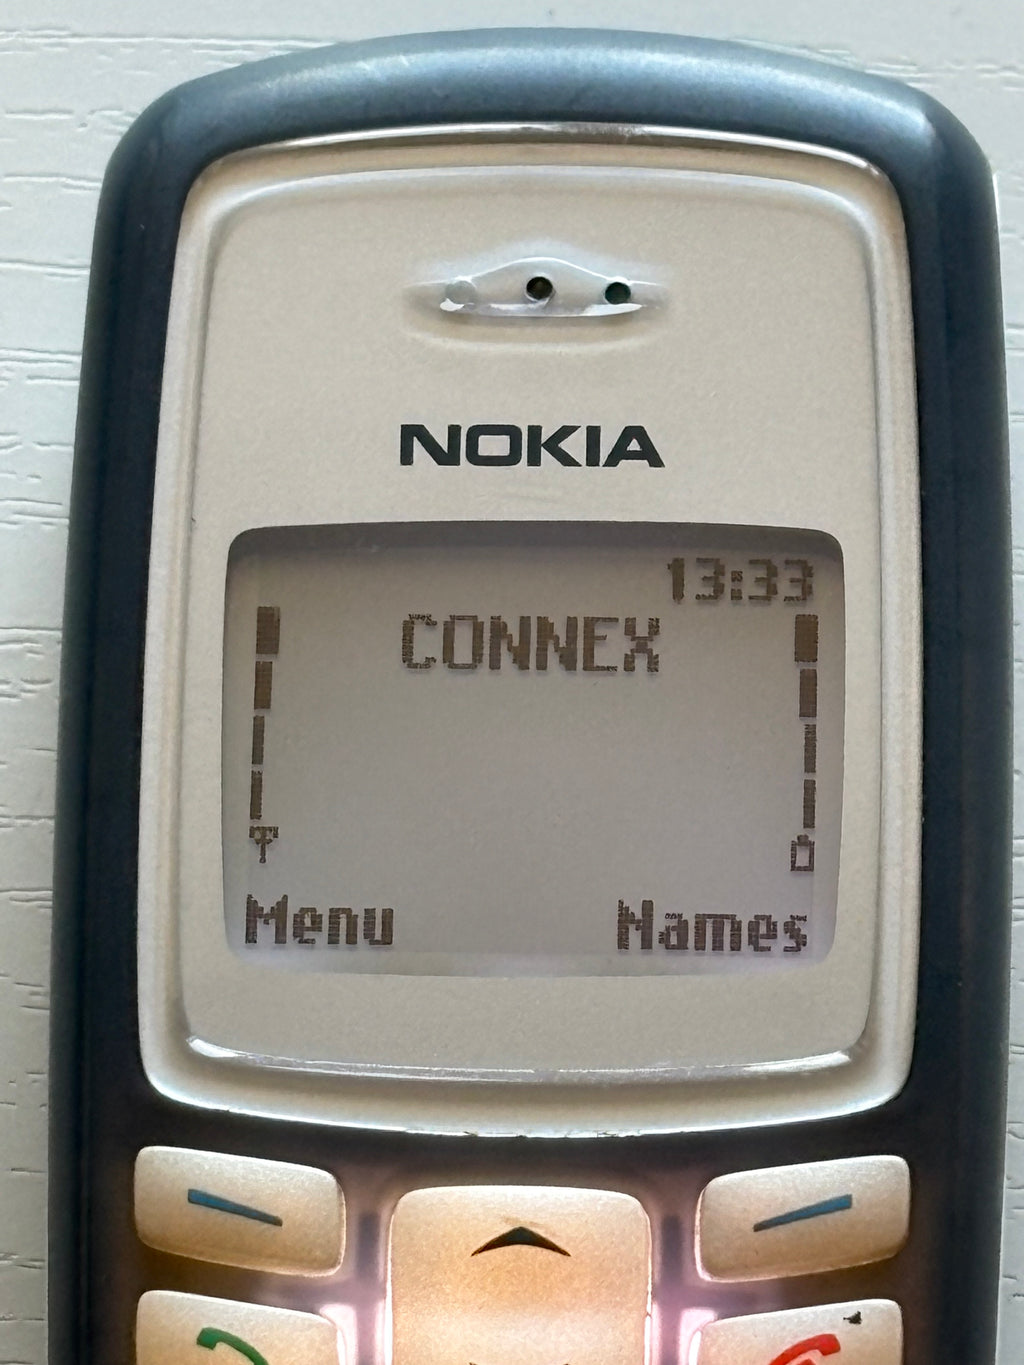 NOKIA
13:33
CONNEX
Menu Names